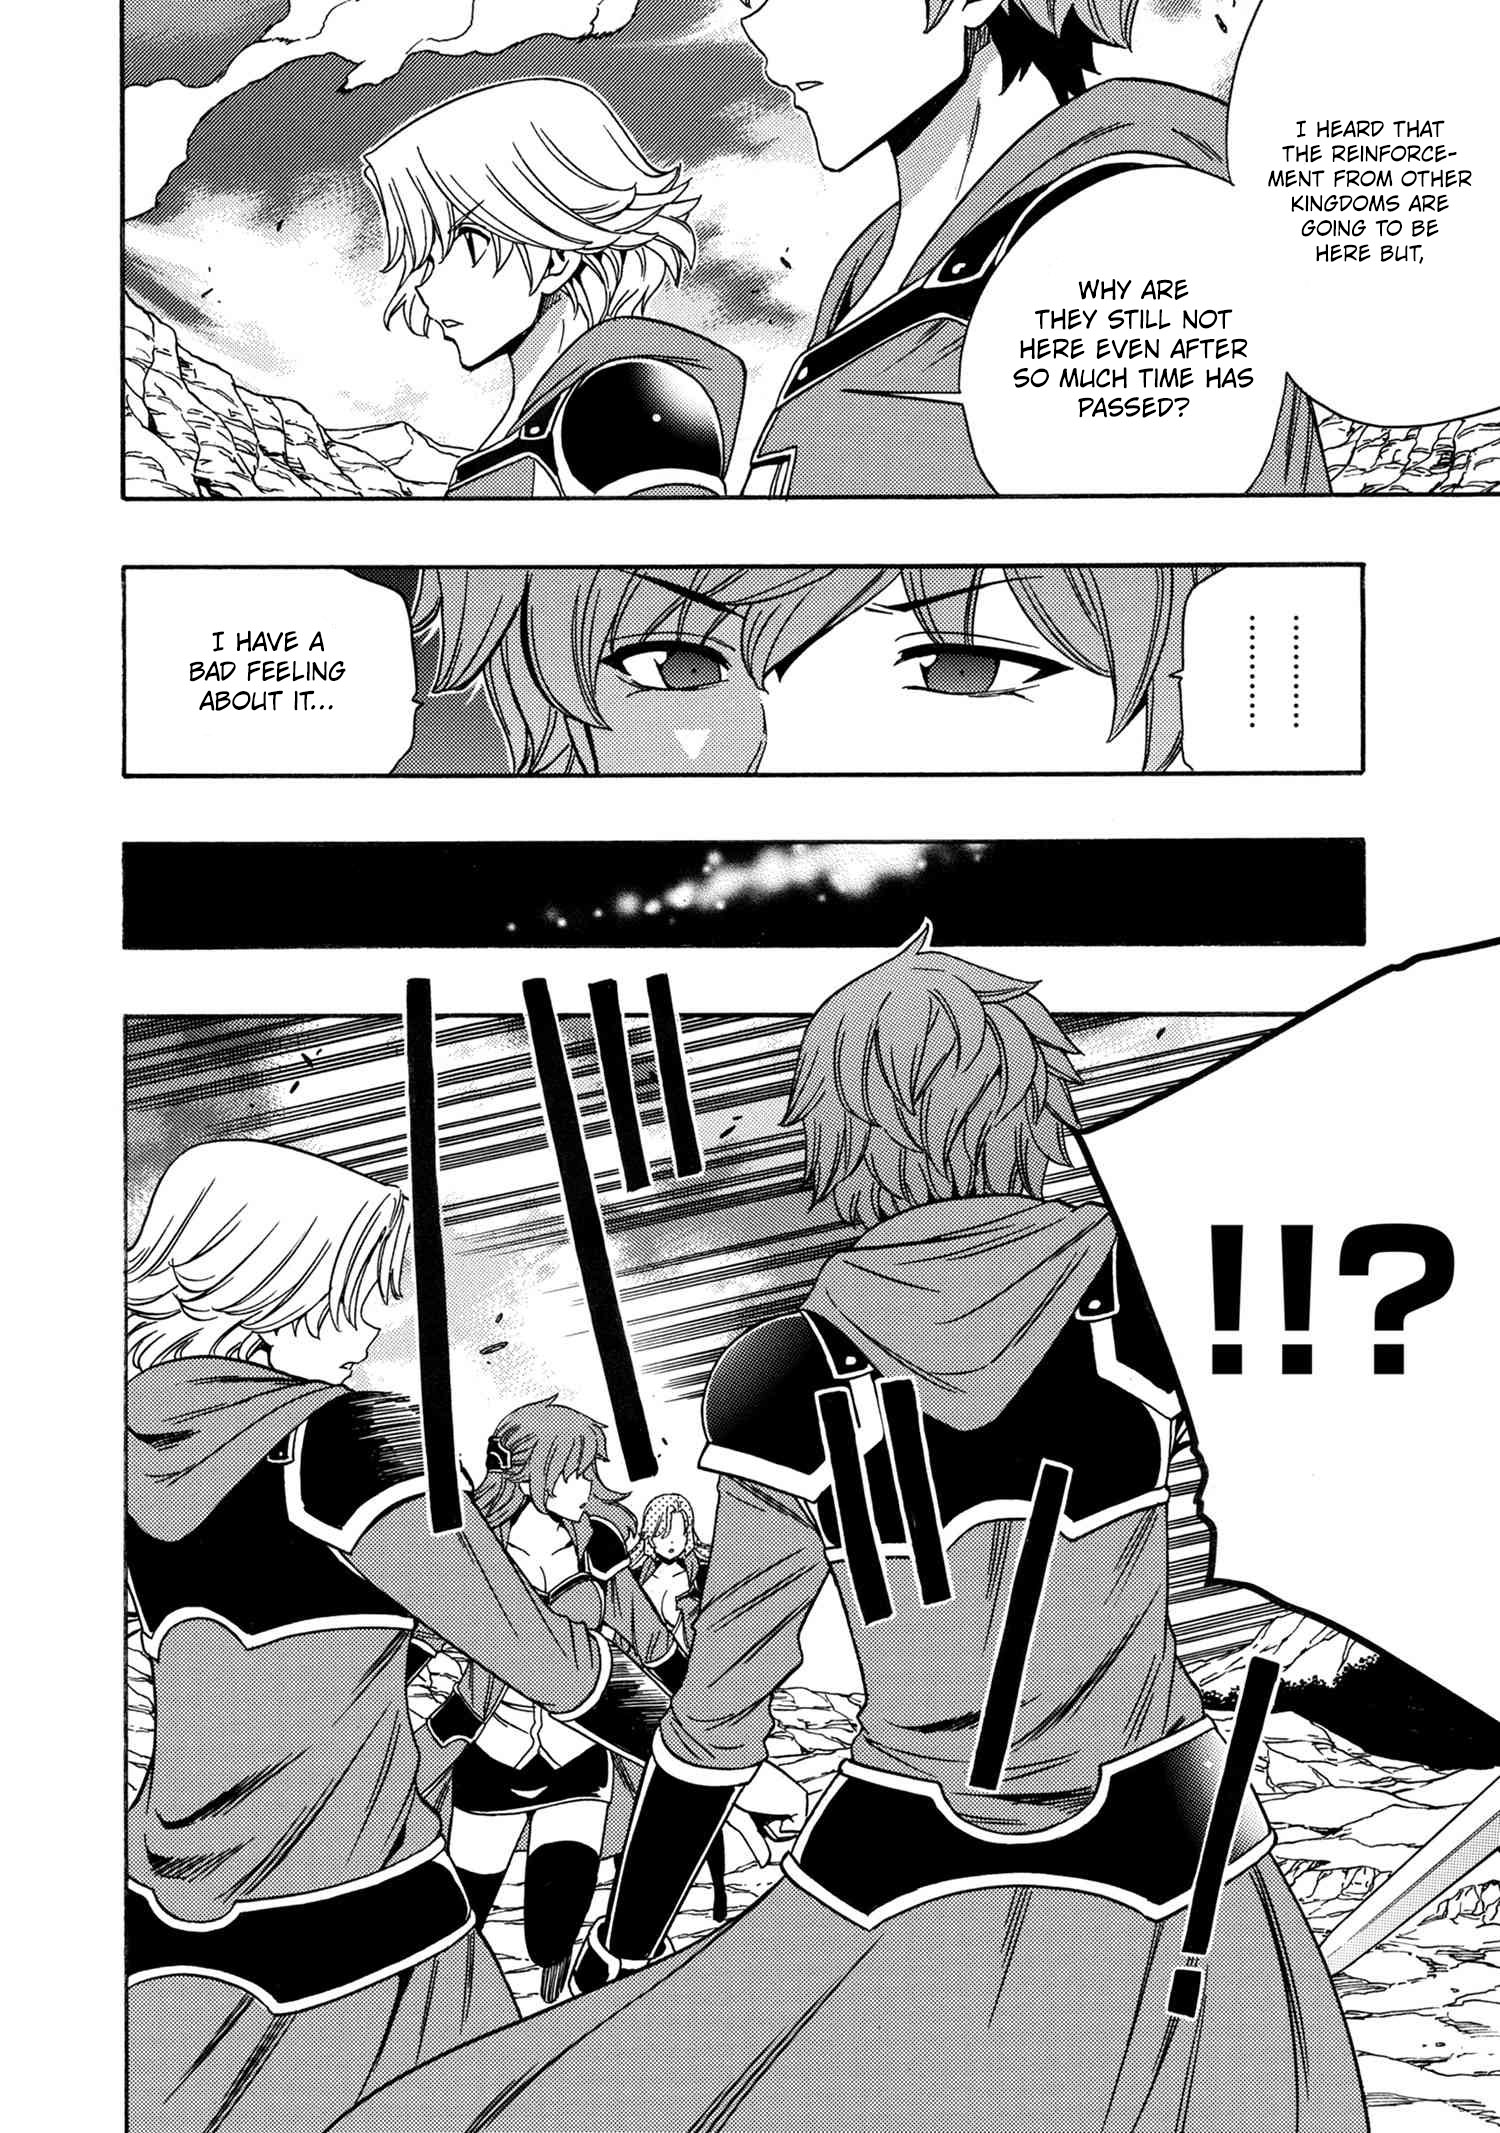 I HEARD THAT
THE REINFORCE-
MENT FROM OTHER
KINGDOMS ARE
GOING TO BE
HERE BUT,
WHY ARE
THEY STILL NOT
HERE EVEN AFTER
SO MUCH TIME HAS
PASSED?
I HAVE A
BAD FEELING
ABOUT IT...
!!?